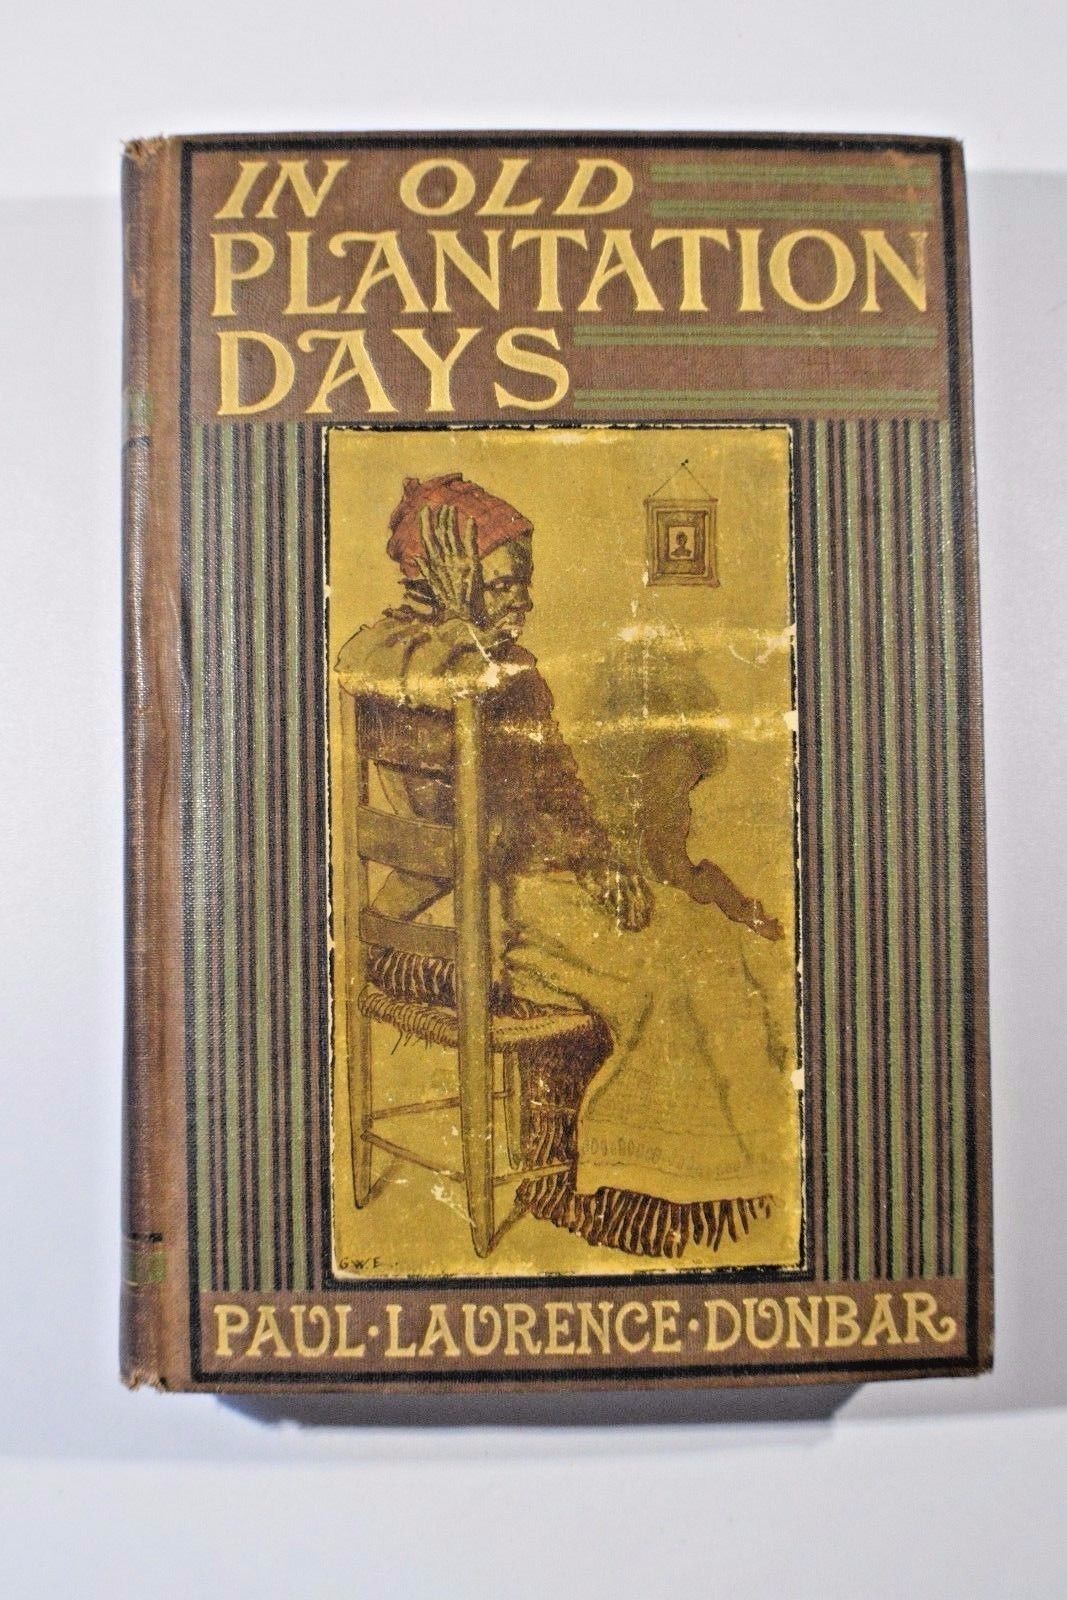 IN OLD
PLANTATION
DAYS
G.W.E.
PAUL · LAURENCE · DUNBAR